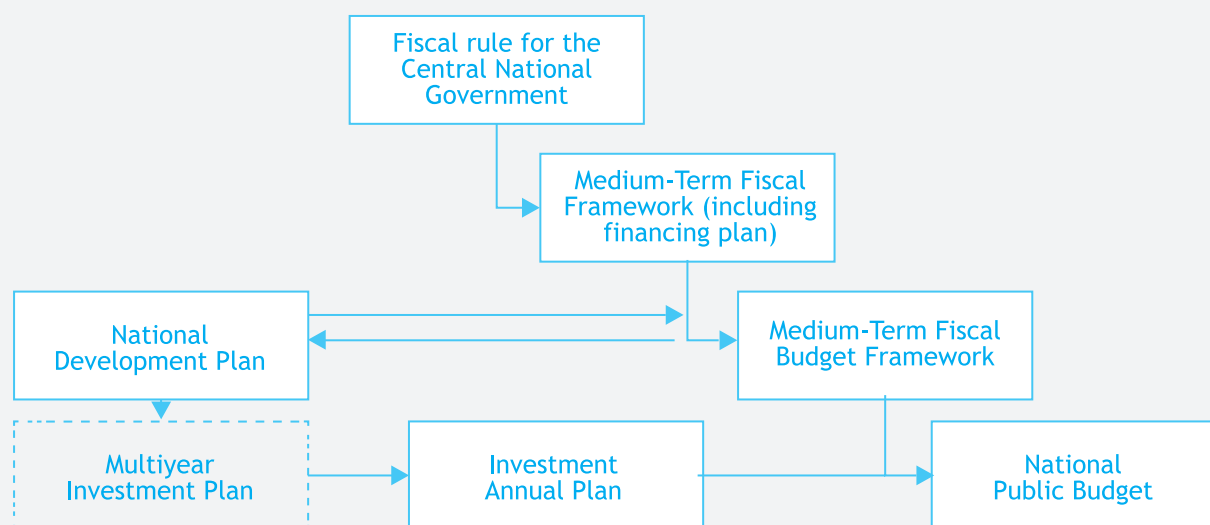 Fiscal rule for the
Central National
Government
Medium-Term Fiscal
Framework (including
financing plan)
National
Development Plan
Medium-Term Fiscal
Budget Framework
Multiyear
Investment Plan
Investment
Annual Plan
National
Public Budget